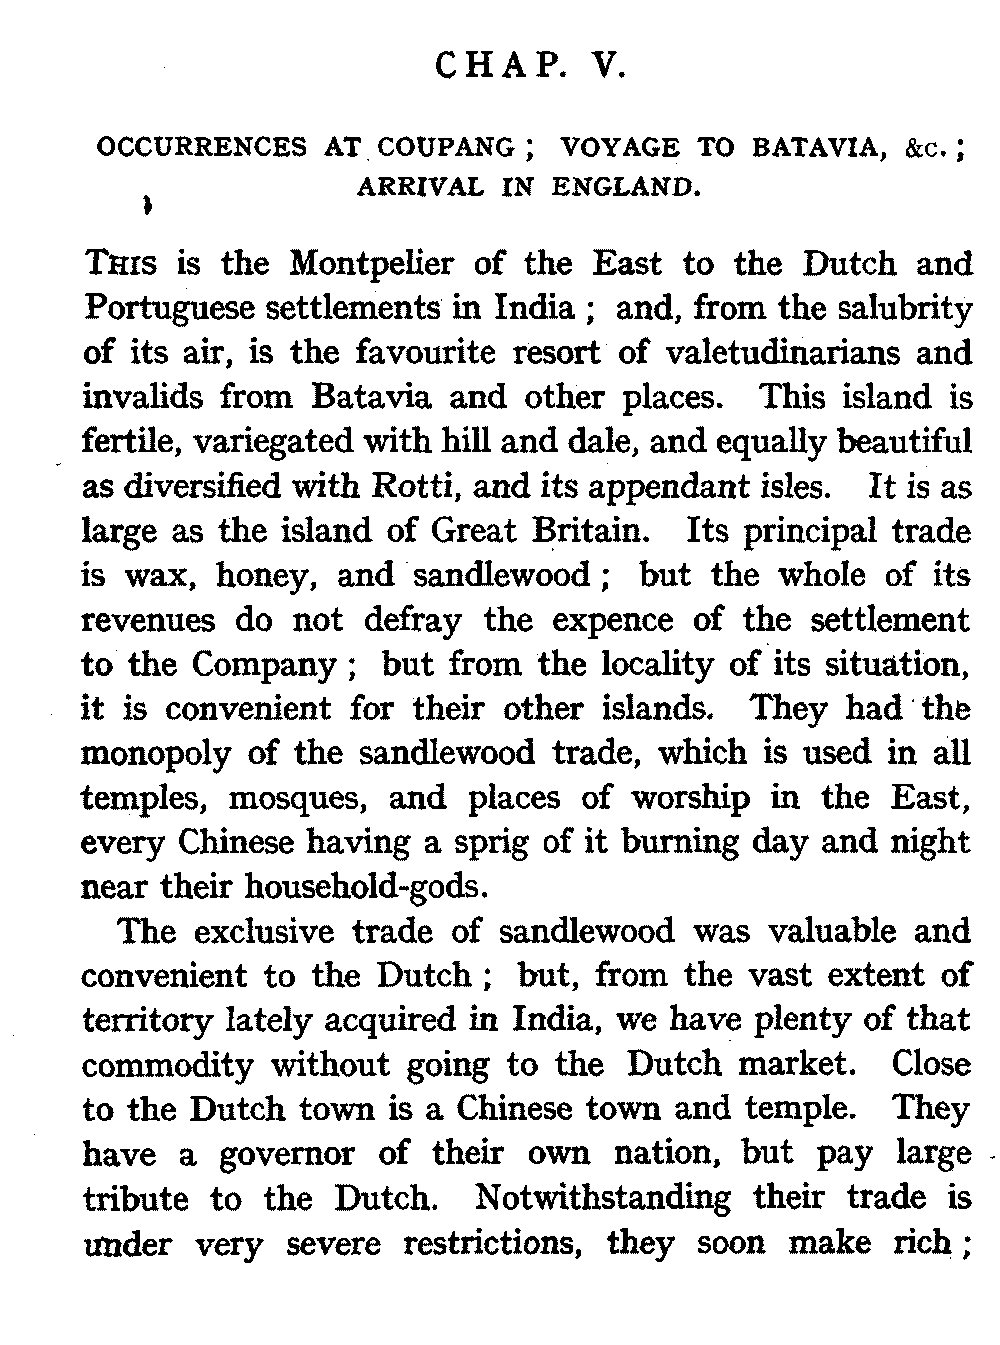 CHAP. V.
OCCURRENCES AT COUPANG; VOYAGE TO BATAVIA, &c.;
ARRIVAL IN ENGLAND.
THIS is the Montpelier of the East to the Dutch and
Portuguese settlements in India; and, from the salubrity
of its air, is the favourite resort of valetudinarians and
invalids from Batavia and other places. This island is
fertile, variegated with hill and dale, and equally beautiful
as diversified with Rotti, and its appendant isles. It is as
large as the island of Great Britain. Its principal trade
is wax, honey, and sandlewood; but the whole of its
revenues do not defray the expence of the settlement
to the Company; but from the locality of its situation,
it is convenient for their other islands. They had the
monopoly of the sandlewood trade, which is used in all
temples, mosques, and places of worship in the East,
every Chinese having a sprig of it burning day and night
near their household-gods.
The exclusive trade of sandlewood was valuable and
convenient to the Dutch; but, from the vast extent of
territory lately acquired in India, we have plenty of that
commodity without going to the Dutch market. Close
to the Dutch town is a Chinese town and temple. They
have a governor of their own nation, but pay large
tribute to the Dutch. Notwithstanding their trade is
under very severe restrictions, they soon make rich;